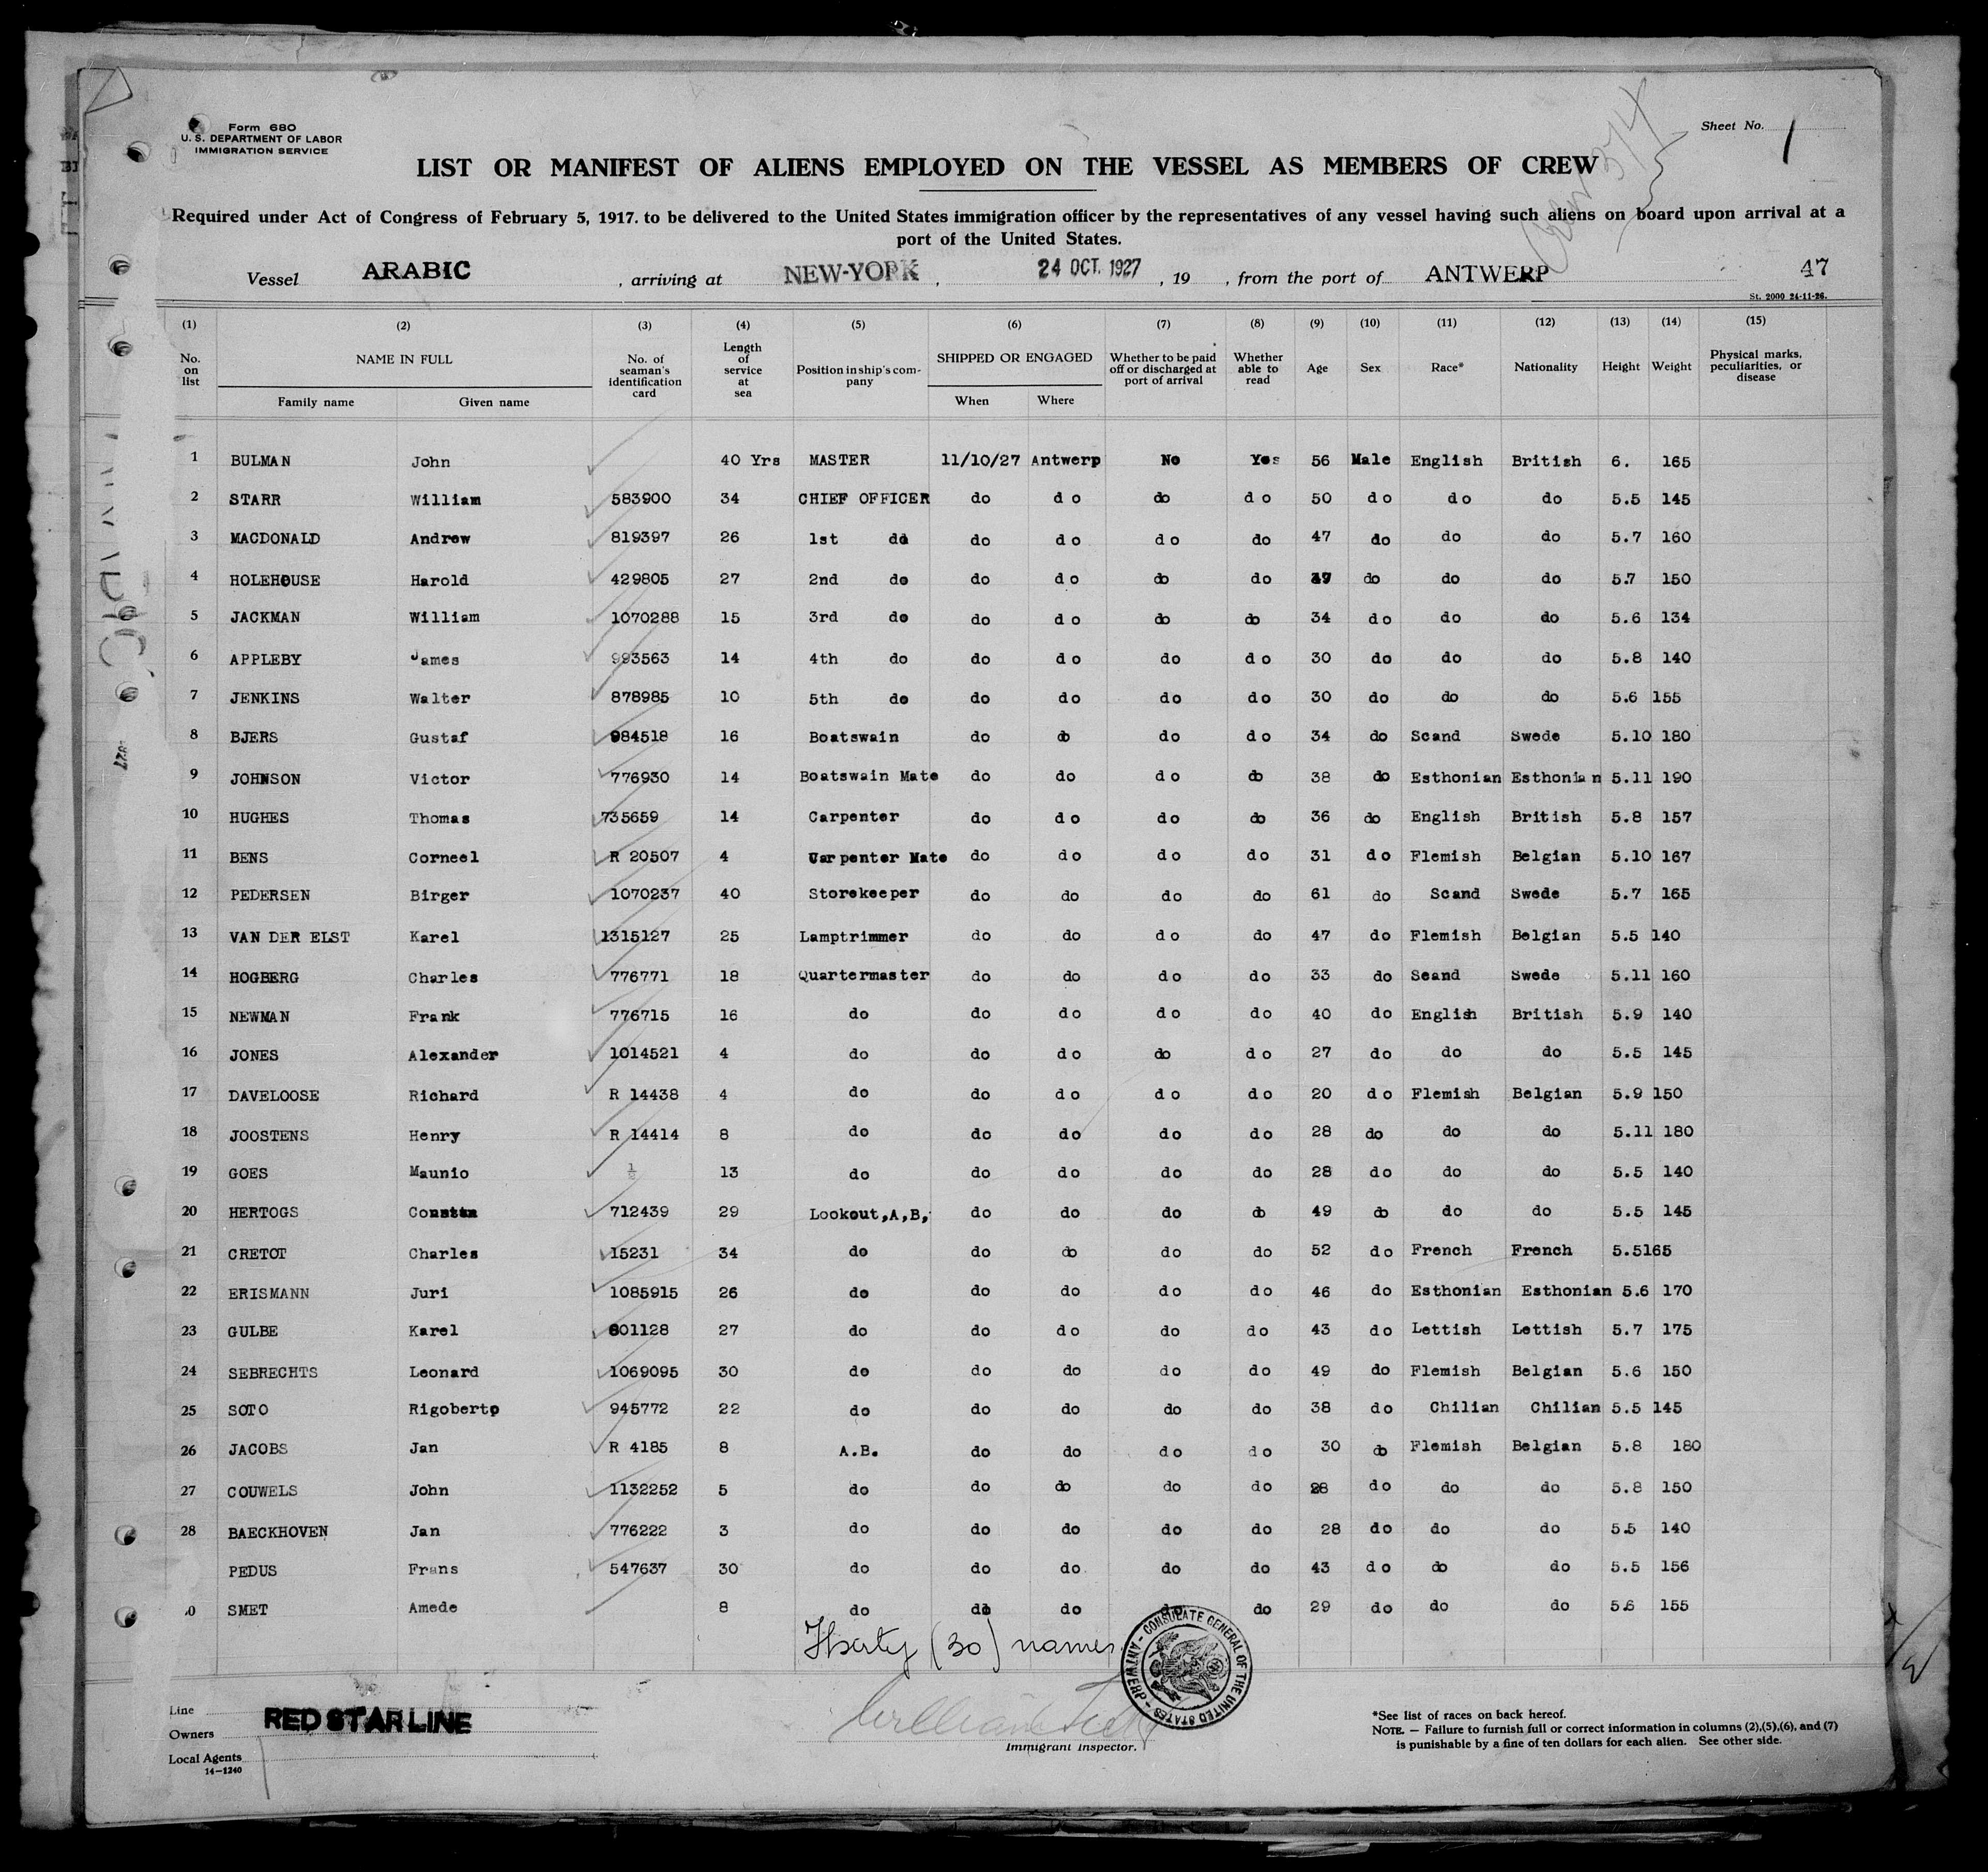 Form 680
U. S. DEPARTMENT OF LABOR
IMMIGRATION SERVICE
Sheet No. 1
LIST OR MANIFEST OF ALIENS EMPLOYED ON THE VESSEL AS MEMBERS OF CREW
Required under Act of Congress of February 5, 1917. to be delivered to the United States immigration officer by the representatives of any vessel having such aliens on board upon arrival at a
port of the United States.
Vessel ARABIC , arriving at NEW-YORK , 24 OCT. 1927 , 19 , from the port of ANTWERP 47
St. 2000 24-11-26.
(1) (2) (3) (4) (5) (6) (7) (8) (9) (10) (11) (12) (13) (14) (15)
No. on list NAME IN FULL Family name Given name No. of seaman's identification card Length of service at sea Position in ship's company SHIPPED OR ENGAGED When Where Whether to be paid off or discharged at port of arrival Whether able to read Age Sex Race* Nationality Height Weight Physical marks, peculiarities, or disease
1 BULMAN John 40 Yrs MASTER 11/10/27 Antwerp No Yes 56 Male English British 6. 165
2 STARR William 583900 34 CHIEF OFFICER do do do do 50 do do do 5.5 145
3 MACDONALD Andrew 819397 26 1st do do do do do 47 do do do 5.7 160
4 HOLEHOUSE Harold 429805 27 2nd do do do do do do do do 5.7 150
5 JACKMAN William 1070288 15 3rd do do do do do 34 do do do 5.6 134
6 APPLEBY James 993563 14 4th do do do do do 30 do do do 5.8 140
7 JENKINS Walter 878985 10 5th do do do do do 30 do do do 5.6 155
8 BJERS Gustaf 984518 16 Boatswain do do do do 34 do Scand Swede 5.10 180
9 JOHNSON Victor 776930 14 Boatswain Mate do do do do 38 do Esthonian Esthonian 5.11 190
10 HUGHES Thomas 735659 14 Carpenter do do do do 36 do English British 5.8 157
11 BENS Corneel R 20507 4 Carpenter Mate do do do do 31 do Flemish Belgian 5.10 167
12 PEDERSEN Birger 1070237 40 Storekeeper do do do do 61 do Scand Swede 5.7 165
13 VAN DER ELST Karel 1315127 25 Lamptrimmer do do do do 47 do Flemish Belgian 5.5 140
14 HOGBERG Charles 776771 18 Quartermaster do do do do 33 do Scand Swede 5.11 160
15 NEWMAN Frank 776715 16 do do do do do 40 do English British 5.9 140
16 JONES Alexander 1014521 4 do do do do do 27 do do do 5.5 145
17 DAVELOOSE Richard R 14438 4 do do do do do 20 do Flemish Belgian 5.9 150
18 JOOSTENS Henry R 14414 8 do do do do do 28 do do do 5.11 180
19 GOES Maunio 13 do do do do do 28 do do do 5.5 140
20 HERTOGS 712439 29 Lookout,A,B, do do do do 49 do do do 5.5 145
21 CRETOT Charles 15231 34 do do do do do 52 do French French 5.5 165
22 ERISMANN Juri 1085915 26 do do do do do 46 do Esthonian Esthonian 5.6 170
23 GULBE Karel 601128 27 do do do do do 43 do Lettish Lettish 5.7 175
24 SEBRECHTS Leonard 1069095 30 do do do do do 49 do Flemish Belgian 5.6 150
25 SOTO Rigoberto 945772 22 do do do do do 38 do Chilian Chilian 5.5 145
26 JACOBS Jan R 4185 8 A.B. do do do do 30 do Flemish Belgian 5.8 180
27 COUWELS John 1132252 5 do do do do do 28 do do do 5.8 150
28 BAECKHOVEN Jan 776222 3 do do do do do 28 do do do 5.5 140
PEDUS Frans 547637 30 do do do do do 43 do do do 5.5 156
0 SMET Amede 8 do do do do do 29 do do do 5.6 155
Thirty (30) names
CONSULATE GENERAL OF THE UNITED STATES - ANTWERP -
Line
Owners RED STAR LINE
Local Agents
14—1240
Immigrant Inspector.
*See list of races on back hereof.
NOTE. — Failure to furnish full or correct information in columns (2),(5),(6), and (7)
is punishable by a fine of ten dollars for each alien. See other side.